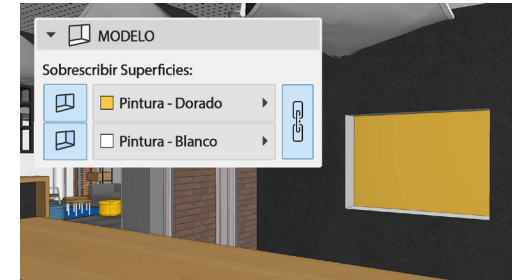 MODELO
Sobrescribir Superficies:
Pintura - Dorado
Pintura - Blanco